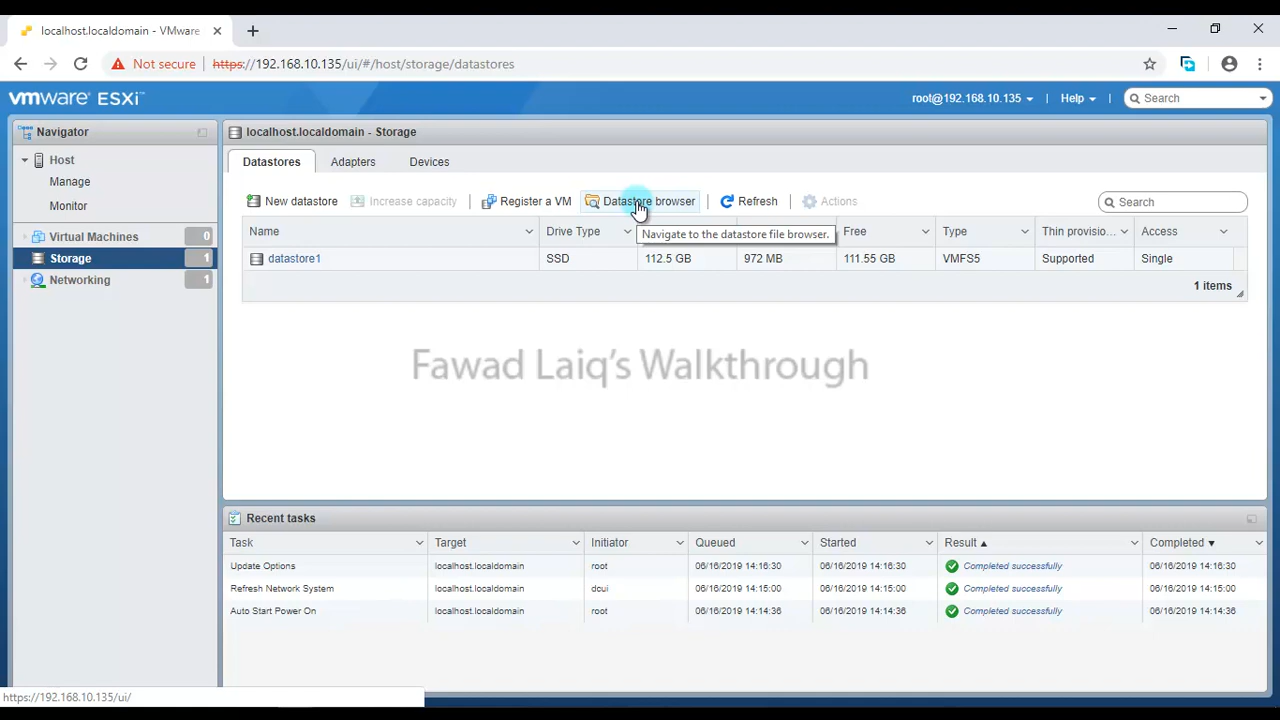 localhost.localdomain - VMware
Not secure https://192.168.10.135/ui/#/host/storage/datastores
vmware ESXi™
root@192.168.10.135 Help Search
Navigator
Host
Manage
Monitor
Virtual Machines 0
Storage 1
Networking 1
localhost.localdomain - Storage
Datastores Adapters Devices
New datastore Increase capacity Register a VM Datastore browser Refresh Actions Search
Navigate to the datastore file browser.
Name Drive Type Free Type Thin provisio... Access
datastore1 SSD 112.5 GB 972 MB 111.55 GB VMFS5 Supported Single
1 items
Fawad Laiq's Walkthrough
Recent tasks
Task Target Initiator Queued Started Result Completed
Update Options localhost.localdomain root 06/16/2019 14:16:30 06/16/2019 14:16:30 Completed successfully 06/16/2019 14:16:30
Refresh Network System localhost.localdomain dcui 06/16/2019 14:15:00 06/16/2019 14:15:00 Completed successfully 06/16/2019 14:15:00
Auto Start Power On localhost.localdomain root 06/16/2019 14:14:36 06/16/2019 14:14:36 Completed successfully 06/16/2019 14:14:36
https://192.168.10.135/ui/